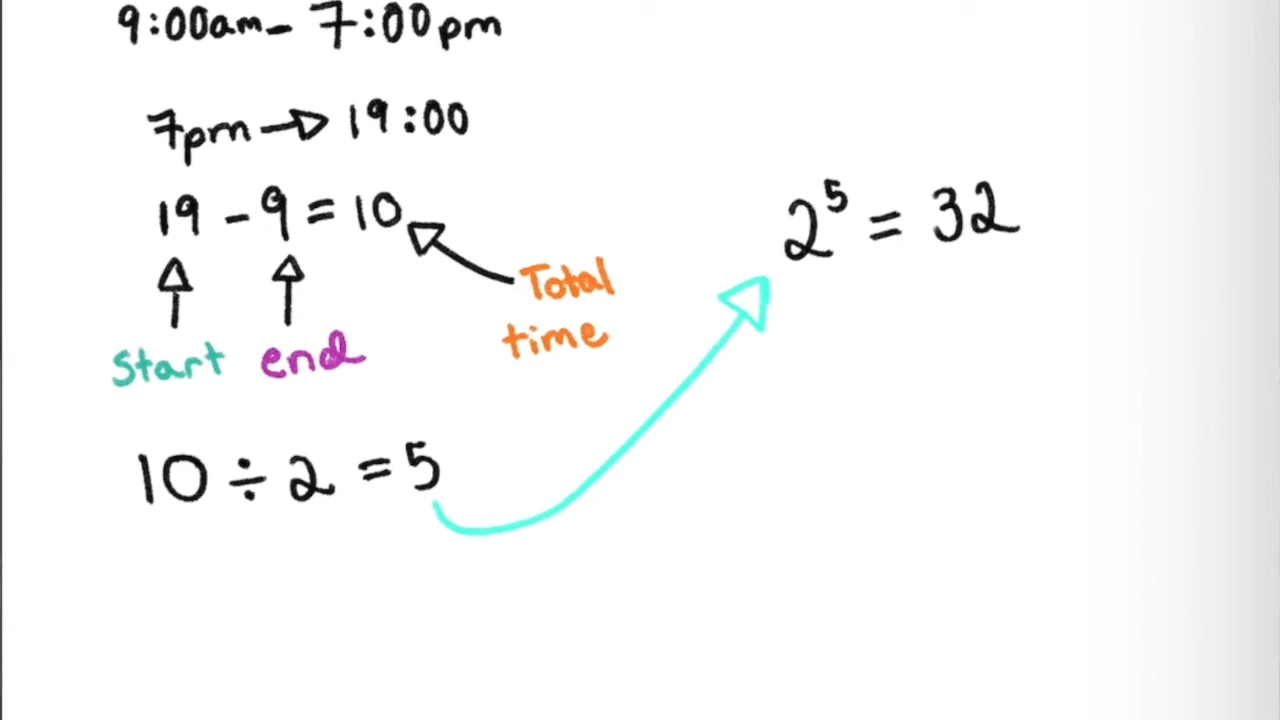 9:00am- 7:00pm
7pm → 19:00
19 - 9 = 10
Total
time
start end
10 ÷ 2 = 5
2⁵ = 32